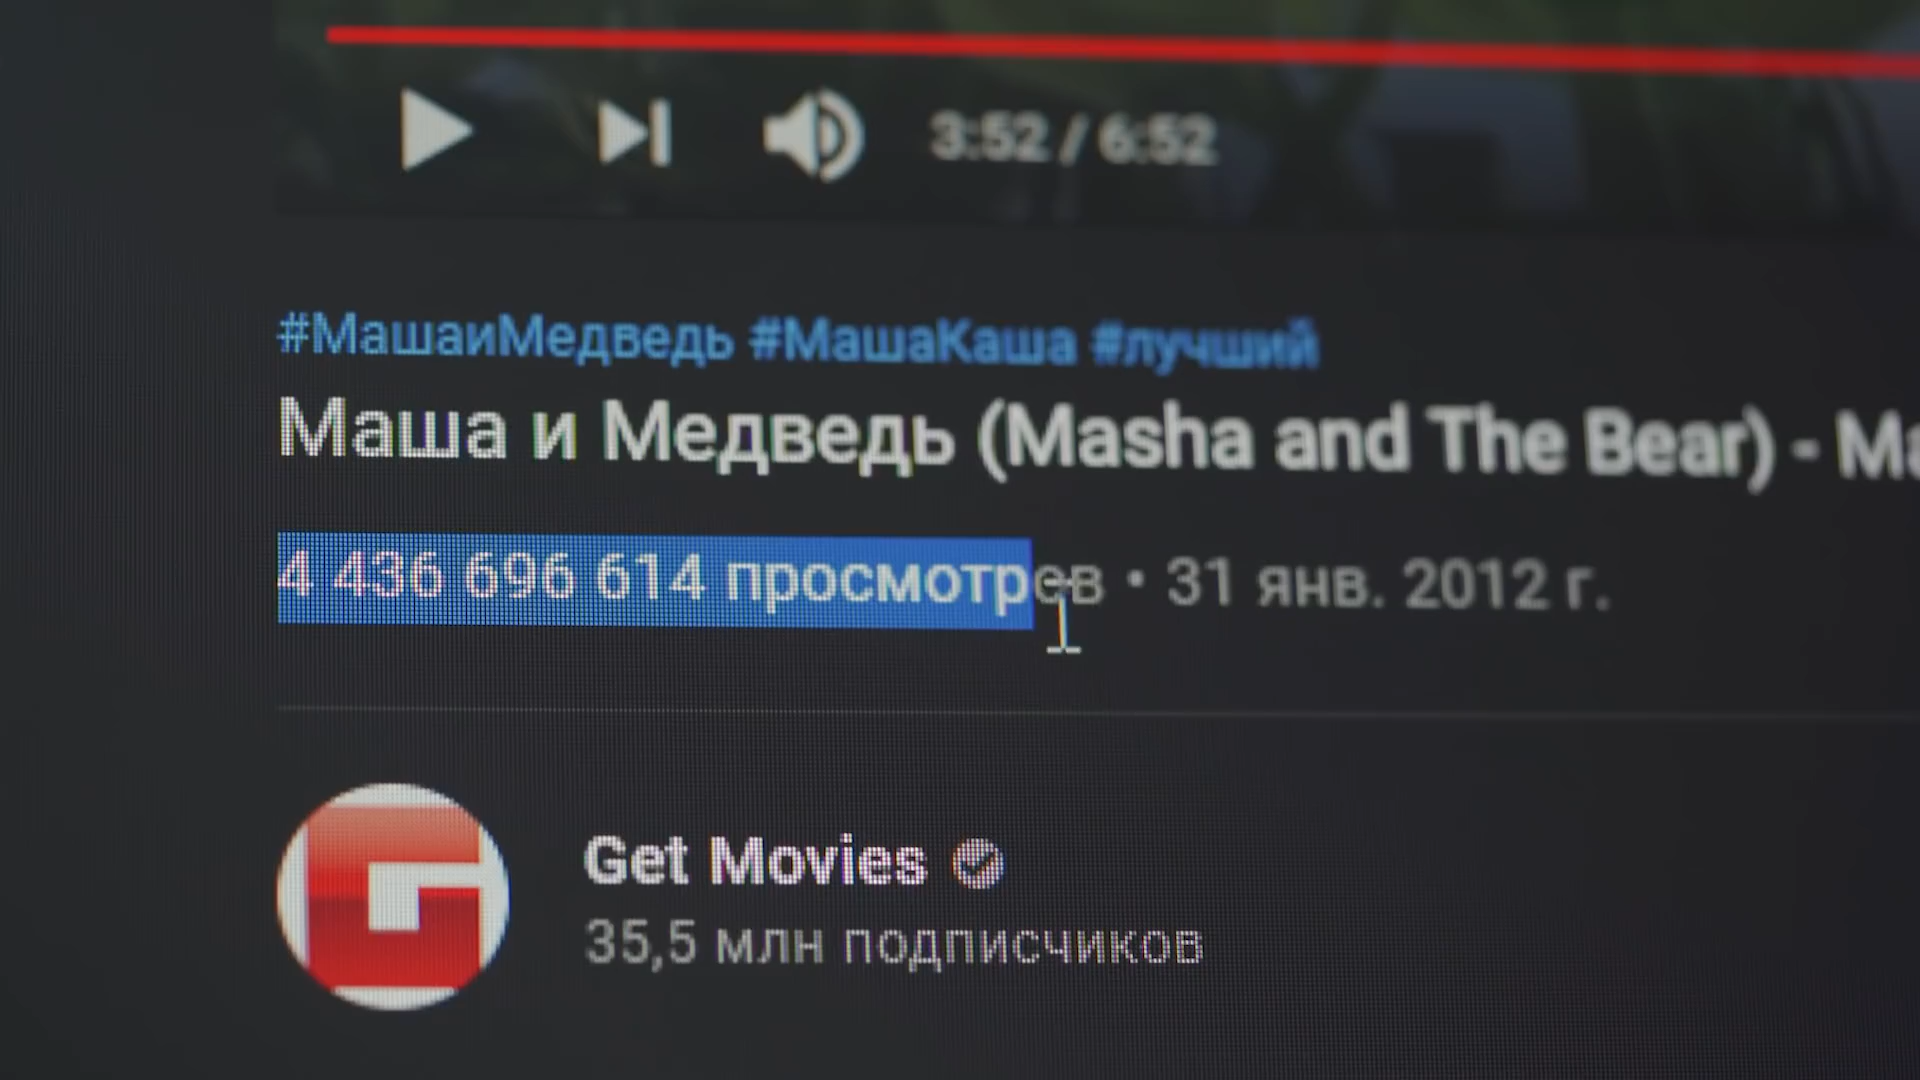 3:52 / 6:52
#МашаиМедведь #МашаКаша #лучший
Маша и Медведь (Masha and The Bear) - Ма
4 436 696 614 просмотров • 31 янв. 2012 г.
Get Movies
35,5 млн подписчиков